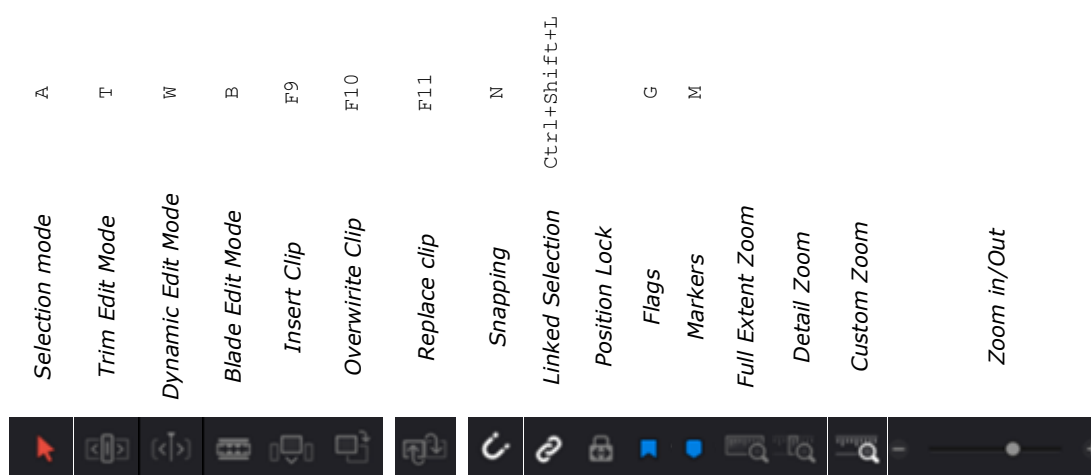 A
T
W
B
F9
F10
F11
N
Ctrl+Shift+L
G
M
Selection mode
Trim Edit Mode
Dynamic Edit Mode
Blade Edit Mode
Insert Clip
Overwirite Clip
Replace clip
Snapping
Linked Selection
Position Lock
Flags
Markers
Full Extent Zoom
Detail Zoom
Custom Zoom
Zoom in/Out